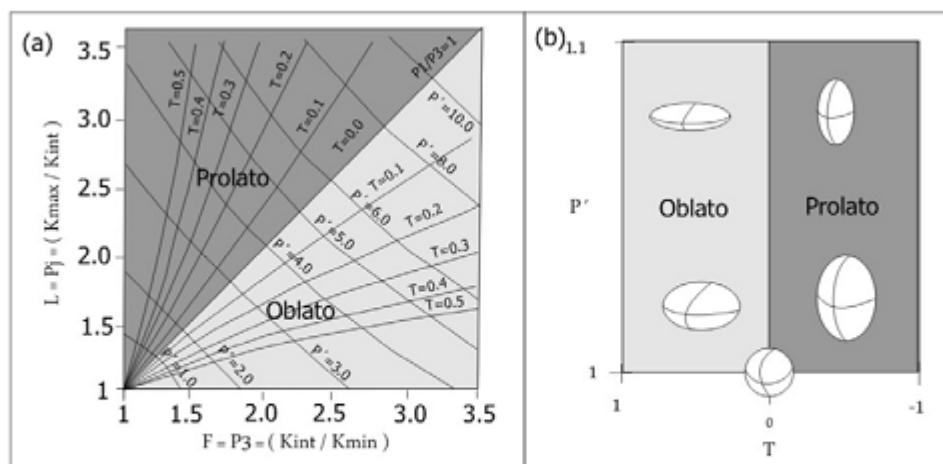 (a)
3.5
3.0
2.5
2.0
1.5
1
1
1.5
2.0
2.5
3.0
3.5
L = Pj = ( Kmax / Kint)
F = P3 = ( Kint / Kmin)
T=0.5
T=0.4
T=0.3
T=0.2
T=0.1
T=0.0
P1/P3=1
Prolato
P´=10.0
P´=8.0
T=0.1
P´=6.0
T=0.2
P´=5.0
T=0.3
P´=4.0
T=0.4
Oblato
T=0.5
P´=1.0
P´=2.0
P´=3.0
(b)
1.1
P´
Oblato
Prolato
1
1
0
-1
T